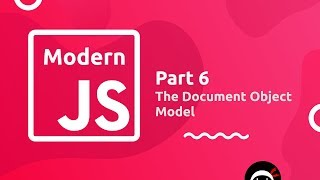 Modern
JS
Part 6
The Document Object
Model